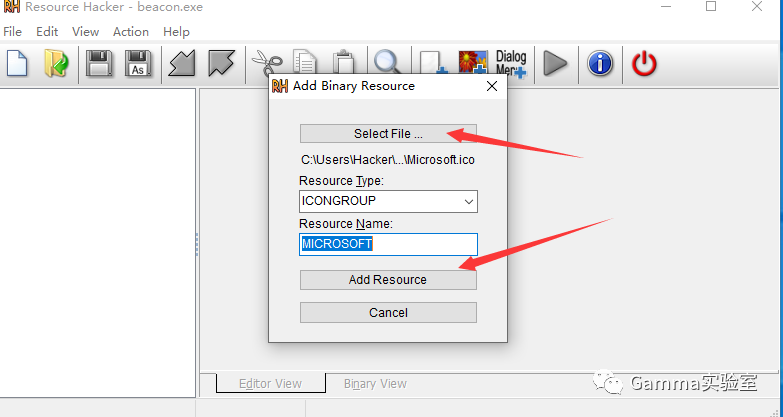 RH Resource Hacker - beacon.exe
File Edit View Action Help
As
Dialog
Menu
RH Add Binary Resource
Select File ...
C:\Users\Hacker\...\Microsoft.ico
Resource Type:
ICONGROUP
Resource Name:
MICROSOFT
Add Resource
Cancel
Editor View Binary View
Gamma实验室